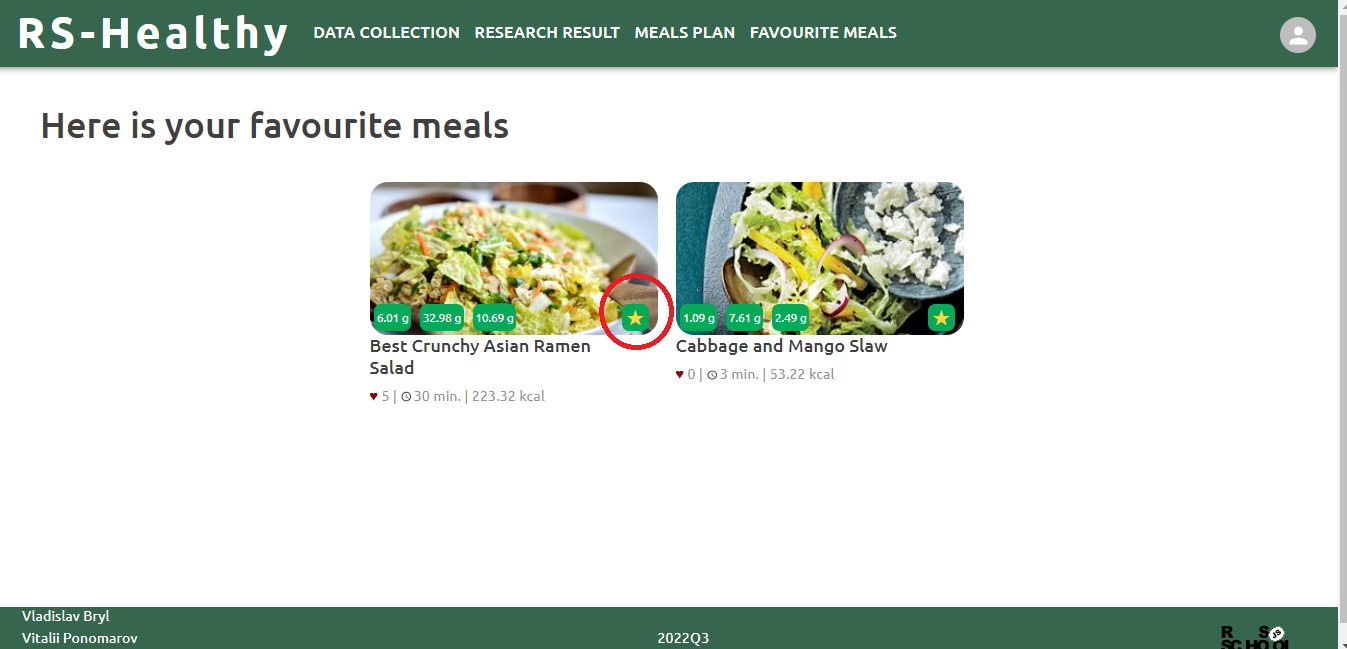 RS-Healthy DATA COLLECTION RESEARCH RESULT MEALS PLAN FAVOURITE MEALS
Here is your favourite meals
6.01 g 32.98 g 10.69 g
1.09 g 7.61 g 2.49 g
Best Crunchy Asian Ramen
Salad
♥ 5 | 30 min. | 223.32 kcal
Cabbage and Mango Slaw
♥ 0 | 3 min. | 53.22 kcal
Vladislav Bryl
Vitalii Ponomarov
2022Q3
R S
SCHOOL